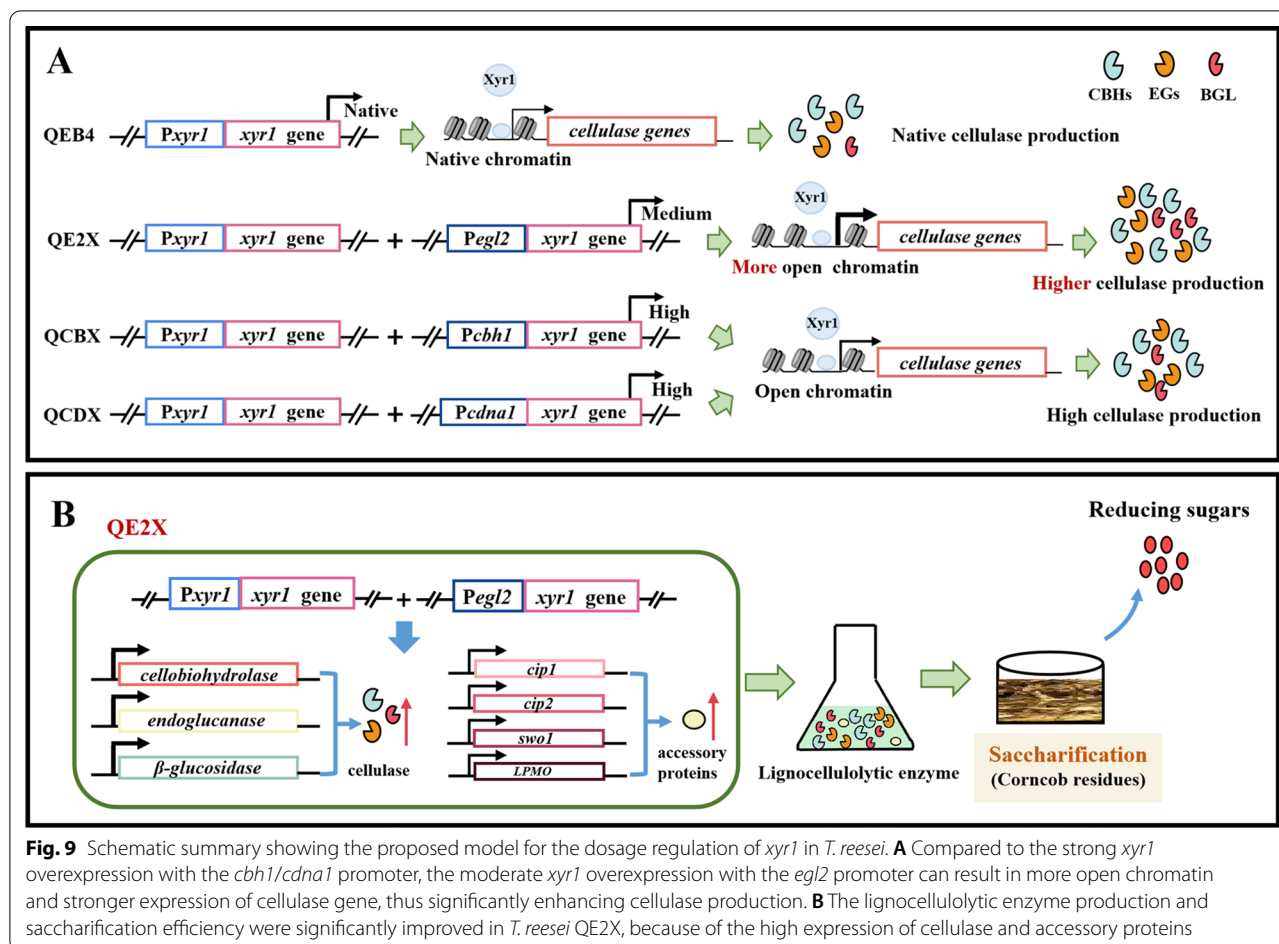 A
CBHs EGs BGL
Xyr1
QEB4 Pxyr1 xyr1 gene Native cellulase genes Native cellulase production
Native chromatin
Xyr1
QE2X Pxyr1 xyr1 gene + Pegl2 xyr1 gene Medium cellulase genes
More open chromatin
Higher cellulase production
QCBX Pxyr1 xyr1 gene + Pcbh1 xyr1 gene High
Xyr1
cellulase genes
Open chromatin
High cellulase production
QCDX Pxyr1 xyr1 gene + Pcdna1 xyr1 gene High
B
QE2X
Pxyr1 xyr1 gene + Pegl2 xyr1 gene
cellobiohydrolase
endoglucanase
β-glucosidase
cellulase
cip1
cip2
swo1
LPMO
accessory
proteins
Lignocellulolytic enzyme
Reducing sugars
Saccharification
(Corncob residues)
Fig. 9 Schematic summary showing the proposed model for the dosage regulation of xyr1 in T. reesei. A Compared to the strong xyr1
overexpression with the cbh1/cdna1 promoter, the moderate xyr1 overexpression with the egl2 promoter can result in more open chromatin
and stronger expression of cellulase gene, thus significantly enhancing cellulase production. B The lignocellulolytic enzyme production and
saccharification efficiency were significantly improved in T. reesei QE2X, because of the high expression of cellulase and accessory proteins